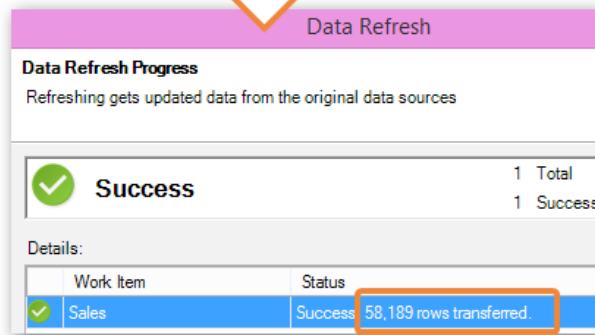 Data Refresh
Data Refresh Progress
Refreshing gets updated data from the original data sources
Success
1 Total
1 Success
Details:
Work Item Status
Sales Success. 58,189 rows transferred.